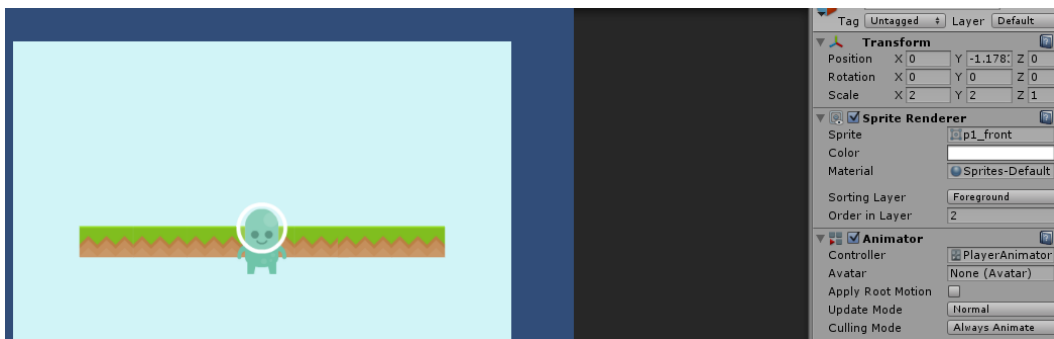 Tag Untagged Layer Default
Transform
Position X 0 Y -1.178: Z 0
Rotation X 0 Y 0 Z 0
Scale X 2 Y 2 Z 1
Sprite Renderer
Sprite p1_front
Color
Material Sprites-Default
Sorting Layer Foreground
Order in Layer 2
Animator
Controller PlayerAnimator
Avatar None (Avatar)
Apply Root Motion
Update Mode Normal
Culling Mode Always Animate